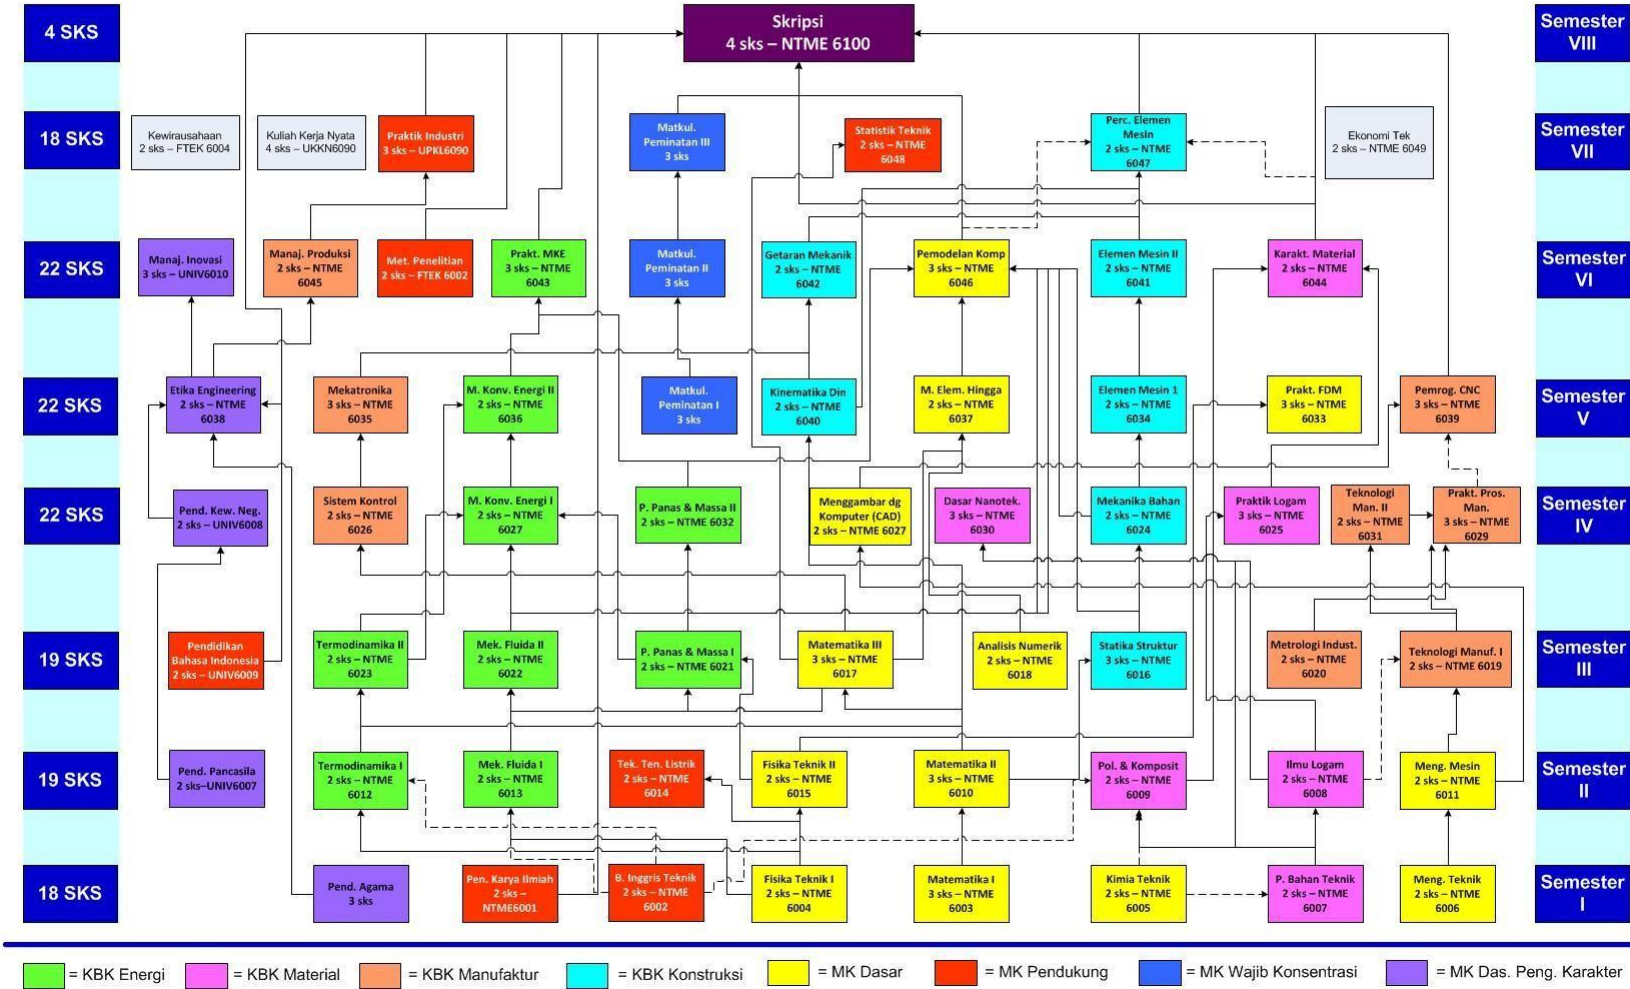 4 SKS
Skripsi
4 sks – NTME 6100
Semester
VIII
18 SKS
Kewirausahaan
2 sks – FTEK 6004
Kuliah Kerja Nyata
4 sks – UKKN6090
Praktik Industri
3 sks – UPKL6090
Matkul.
Peminatan III
3 sks
Statistik Teknik
2 sks – NTME
6048
Perc. Elemen
Mesin
2 sks – NTME
6047
Ekonomi Tek
2 sks – NTME 6049
Semester
VII
22 SKS
Manaj. Inovasi
3 sks – UNIV6010
Manaj. Produksi
2 sks – NTME
6045
Met. Penelitian
2 sks – FTEK 6002
Prakt. MKE
3 sks – NTME
6043
Matkul.
Peminatan II
3 sks
Getaran Mekanik
2 sks – NTME
6042
Pemodelan Komp
3 sks – NTME
6046
Elemen Mesin II
2 sks – NTME
6041
Karakt. Material
2 sks – NTME
6044
Semester
VI
22 SKS
Etika Engineering
2 sks – NTME
6038
Mekatronika
3 sks – NTME
6035
M. Konv. Energi II
2 sks – NTME
6036
Matkul.
Peminatan I
3 sks
Kinematika Din
2 sks – NTME
6040
M. Elem. Hingga
2 sks – NTME
6037
Elemen Mesin 1
2 sks – NTME
6034
Prakt. FDM
3 sks – NTME
6033
Pemrog. CNC
3 sks – NTME
6039
Semester
V
22 SKS
Pend. Kew. Neg.
2 sks – UNIV6008
Sistem Kontrol
2 sks – NTME
6026
M. Konv. Energi I
2 sks – NTME
6027
P. Panas & Massa II
2 sks – NTME 6032
Menggambar dg
Komputer (CAD)
2 sks – NTME 6027
Dasar Nanotek.
3 sks – NTME
6030
Mekanika Bahan
2 sks – NTME
6024
Praktik Logam
3 sks – NTME
6025
Teknologi
Man. II
2 sks – NTME
6031
Prakt. Pros.
Man.
3 sks – NTME
6029
Semester
IV
19 SKS
Pendidikan
Bahasa Indonesia
2 sks – UNIV6009
Termodinamika II
2 sks – NTME
6023
Mek. Fluida II
2 sks – NTME
6022
P. Panas & Massa I
2 sks – NTME 6021
Matematika III
3 sks – NTME
6017
Analisis Numerik
2 sks – NTME
6018
Statika Struktur
3 sks – NTME
6016
Metrologi Indust.
2 sks – NTME
6020
Teknologi Manuf. I
2 sks – NTME 6019
Semester
III
19 SKS
Pend. Pancasila
2 sks–UNIV6007
Termodinamika I
2 sks – NTME
6012
Mek. Fluida I
2 sks – NTME
6013
Tek. Ten. Listrik
2 sks – NTME
6014
Fisika Teknik II
2 sks – NTME
6015
Matematika II
3 sks – NTME
6010
Pol. & Komposit
2 sks – NTME
6009
Ilmu Logam
2 sks – NTME
6008
Meng. Mesin
2 sks – NTME
6011
Semester
II
18 SKS
Pend. Agama
3 sks
Pen. Karya Ilmiah
2 sks –
NTME6001
B. Inggris Teknik
2 sks – NTME
6002
Fisika Teknik I
2 sks – NTME
6004
Matematika I
3 sks – NTME
6003
Kimia Teknik
2 sks – NTME
6005
P. Bahan Teknik
2 sks – NTME
6007
Meng. Teknik
2 sks – NTME
6006
Semester
I
= KBK Energi
= KBK Material
= KBK Manufaktur
= KBK Konstruksi
= MK Dasar
= MK Pendukung
= MK Wajib Konsentrasi
= MK Das. Peng. Karakter